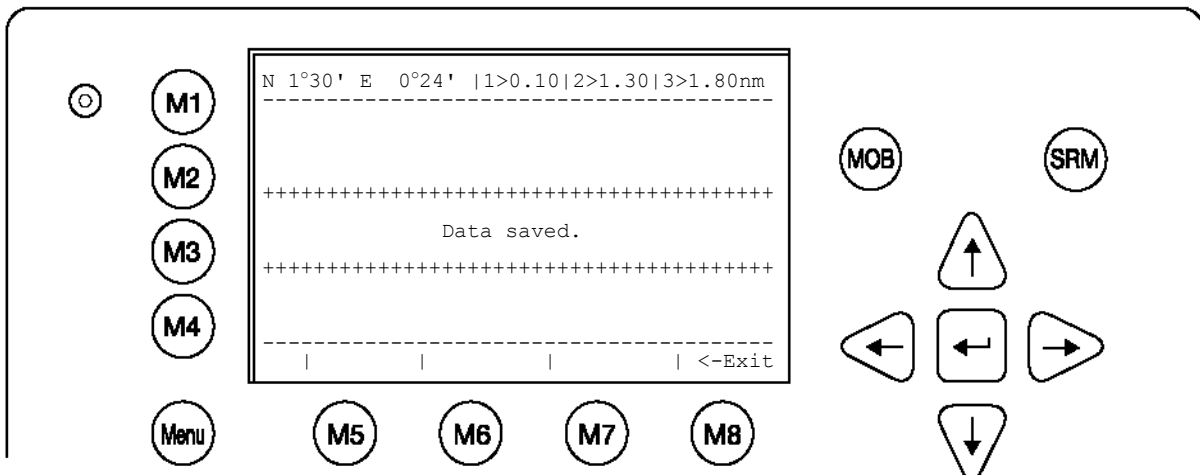 N 1°30' E  0°24' |1>0.10|2>1.30|3>1.80nm
----------------------------------------
++++++++++++++++++++++++++++++++++++++++
Data saved.
++++++++++++++++++++++++++++++++++++++++
----------------------------------------
| | | | <-Exit
M1
M2
M3
M4
Menu
M5
M6
M7
M8
MOB
SRM